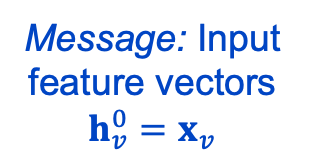 Message: Input
feature vectors
𝐡⁰ᵥ = 𝐱ᵥ